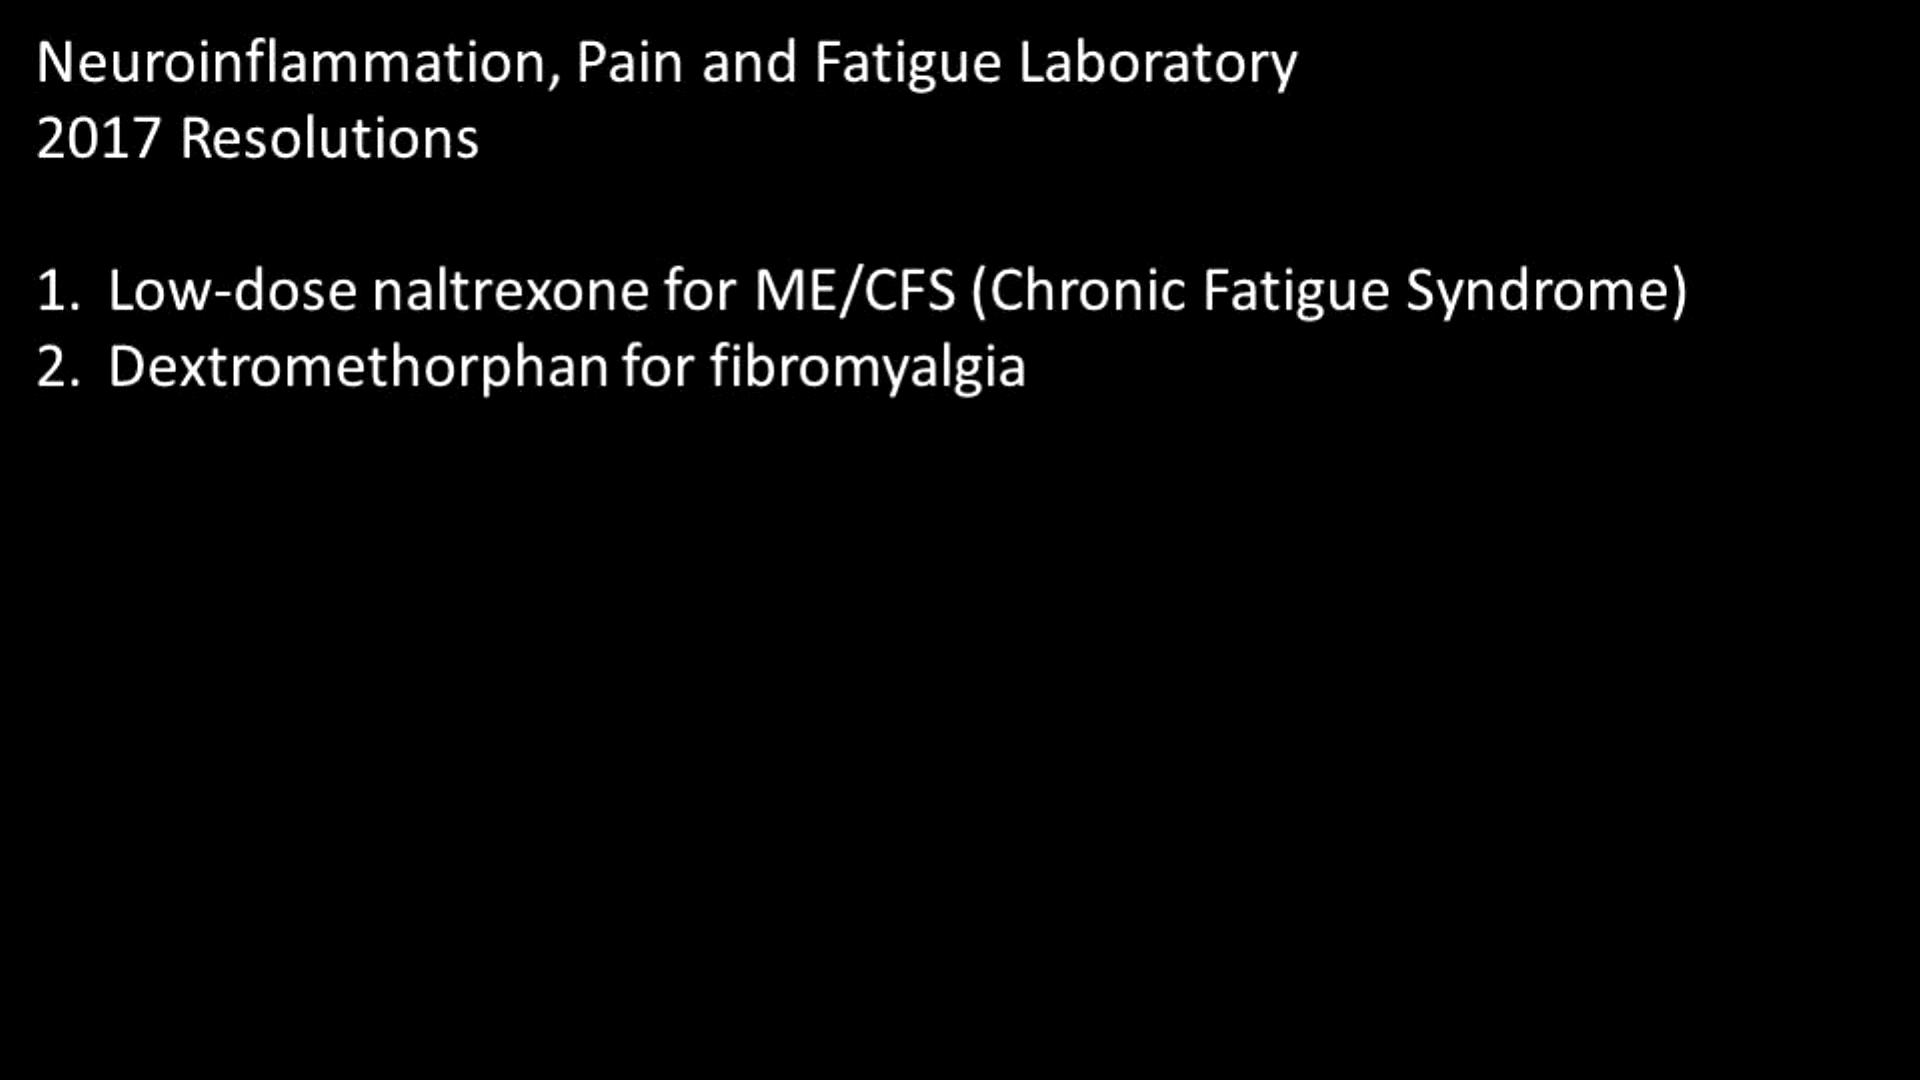 Neuroinflammation, Pain and Fatigue Laboratory
2017 Resolutions
1. Low-dose naltrexone for ME/CFS (Chronic Fatigue Syndrome)
2. Dextromethorphan for fibromyalgia